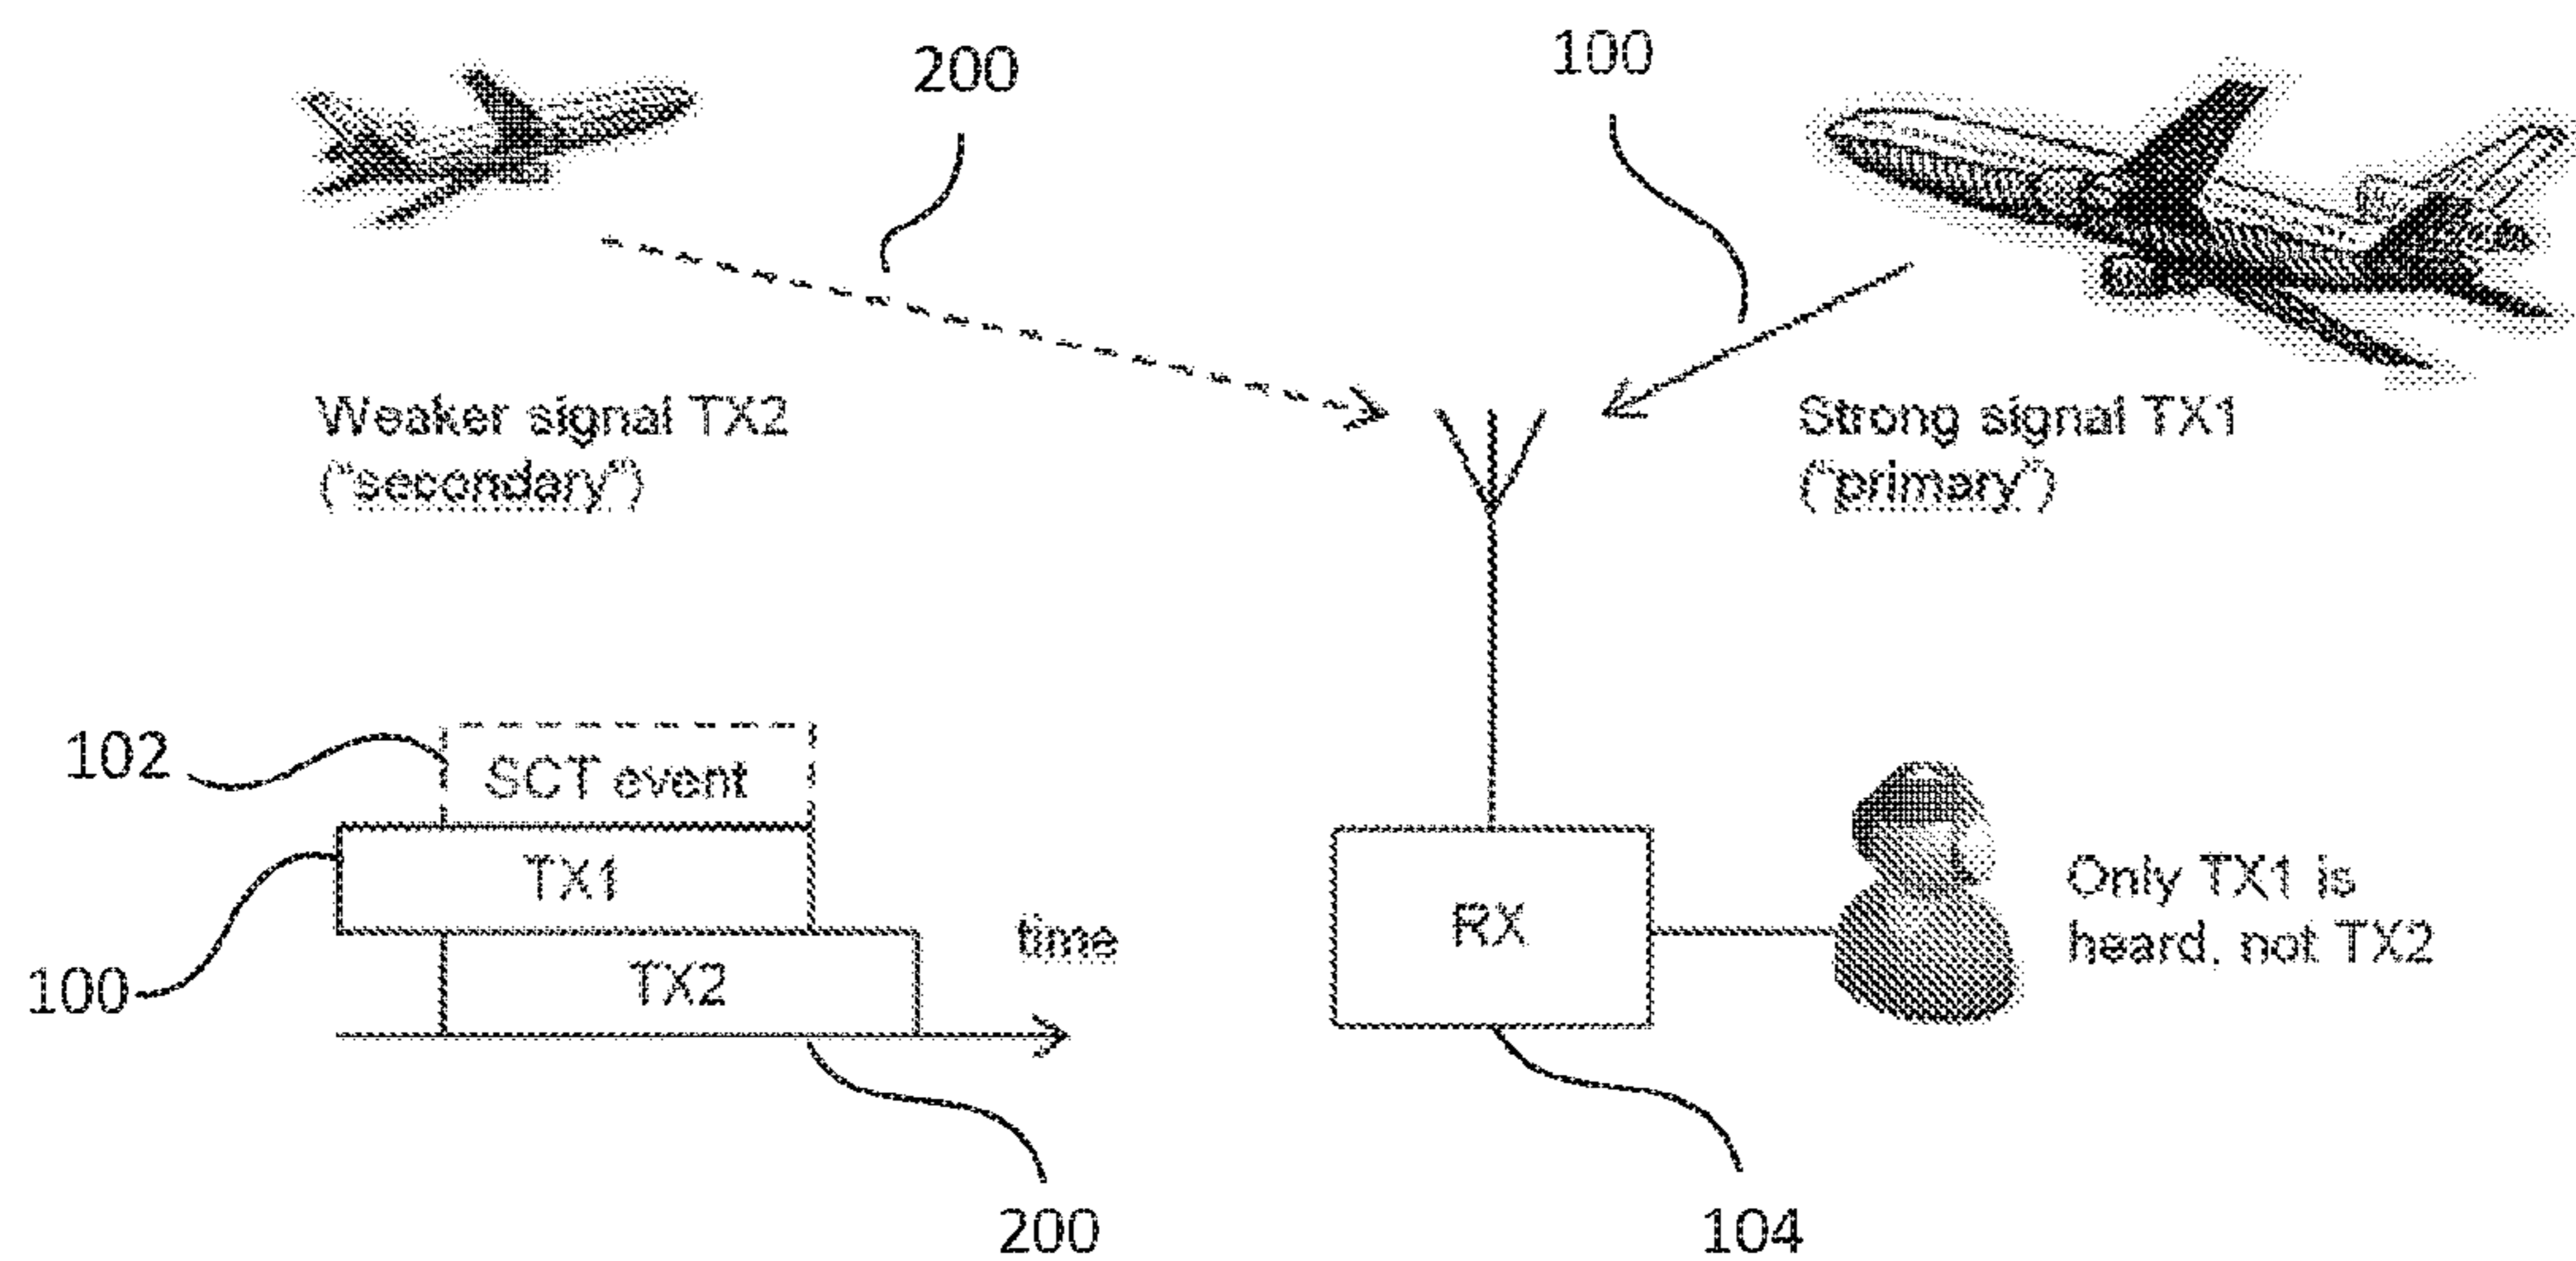 200
100
Weaker signal TX2
("secondary")
Strong signal TX1
("primary")
102
SCT event
TX1
100
TX2
time
200
RX
Only TX1 is
heard, not TX2
104